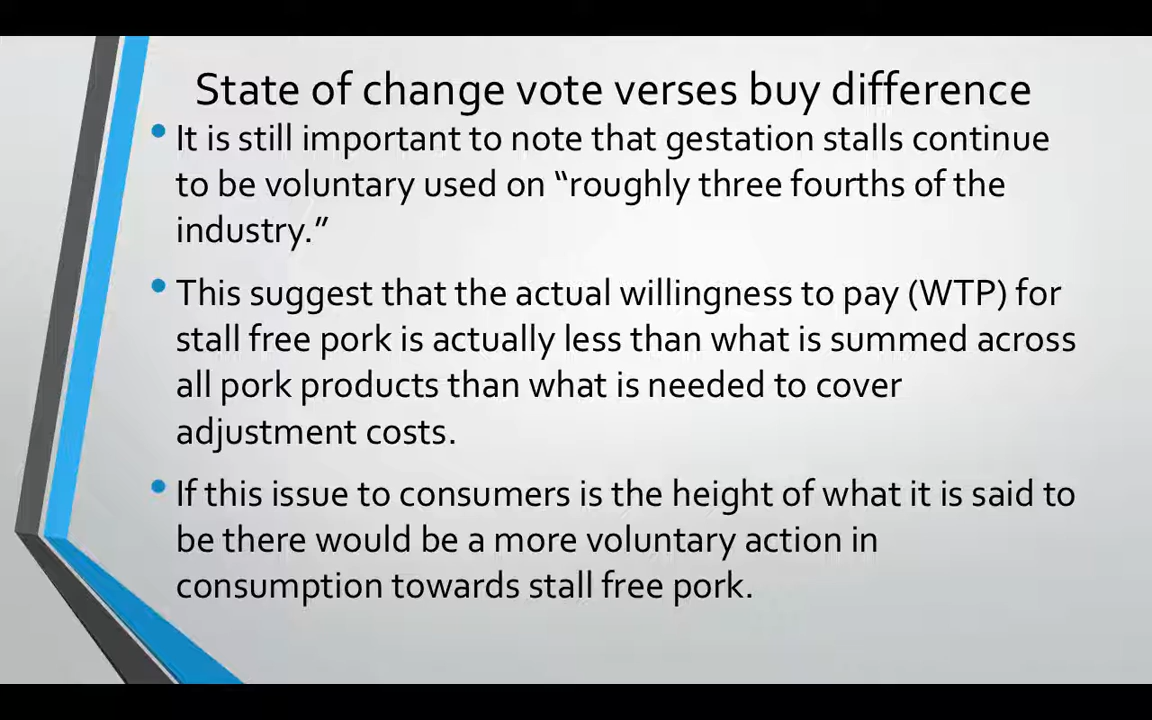 State of change vote verses buy difference
• It is still important to note that gestation stalls continue
to be voluntary used on “roughly three fourths of the
industry.”
• This suggest that the actual willingness to pay (WTP) for
stall free pork is actually less than what is summed across
all pork products than what is needed to cover
adjustment costs.
• If this issue to consumers is the height of what it is said to
be there would be a more voluntary action in
consumption towards stall free pork.